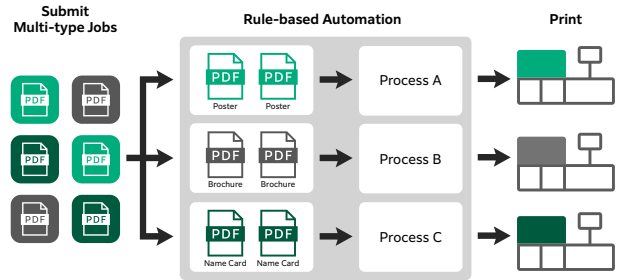 Submit
Multi-type Jobs
Rule-based Automation
Print
PDF PDF
PDF PDF
PDF PDF
PDF PDF
Poster Poster
Process A
PDF PDF
Brochure Brochure
Process B
PDF PDF
Name Card Name Card
Process C